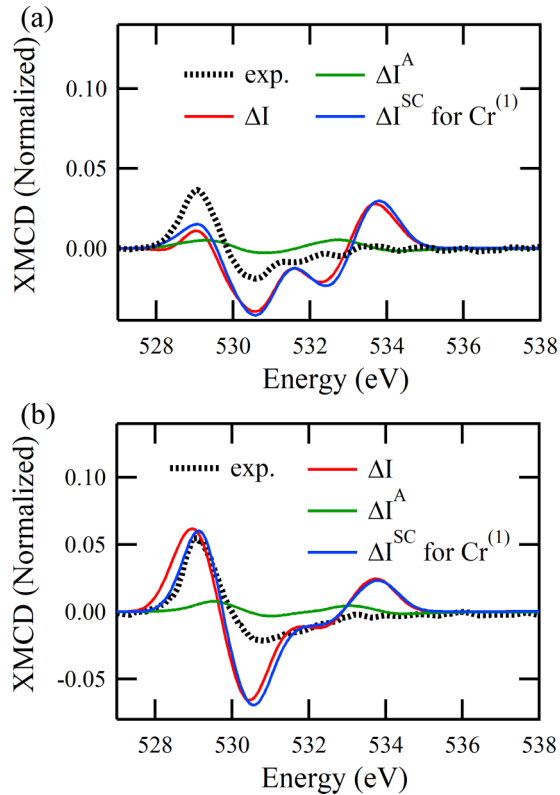 (a)
XMCD (Normalized)
0.10
0.05
0.00
exp.
ΔI
ΔI^A
ΔI^SC for Cr^(1)
528 530 532 534 536 538
Energy (eV)
(b)
XMCD (Normalized)
0.10
0.05
0.00
-0.05
exp.
ΔI
ΔI^A
ΔI^SC for Cr^(1)
528 530 532 534 536 538
Energy (eV)